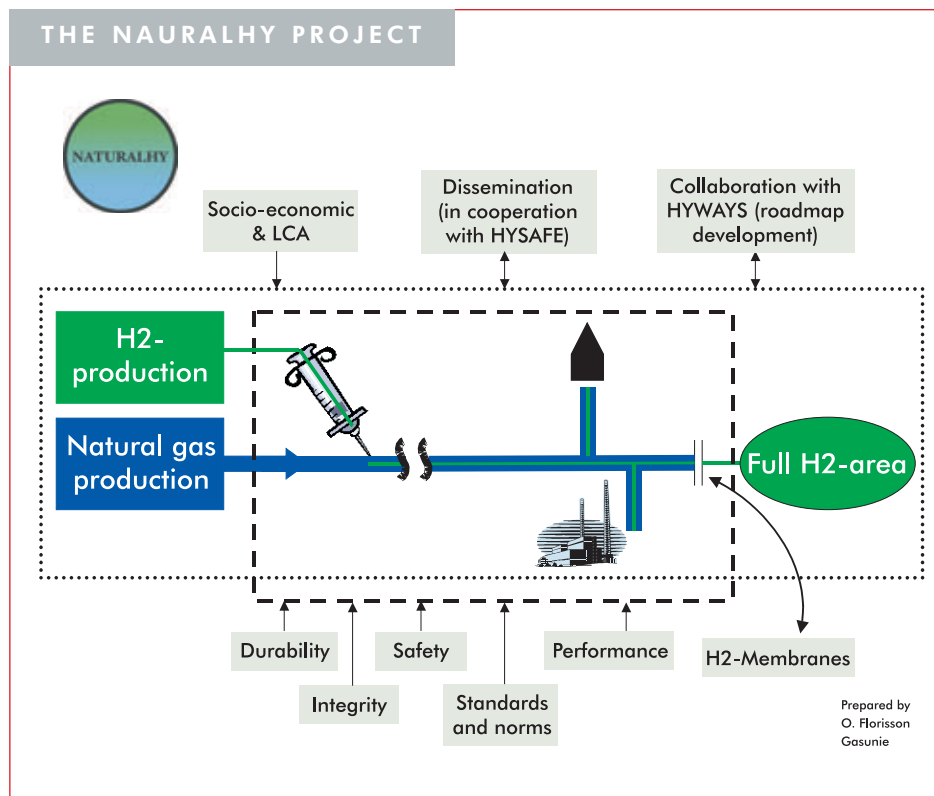 THE NAURALHY PROJECT
NATURALHY
Socio-economic
& LCA
Dissemination
(in cooperation
with HYSAFE)
Collaboration with
HYWAYS (roadmap
development)
H2-
production
Natural gas
production
Full H2-area
Durability
Integrity
Safety
Standards
and norms
Performance
H2-Membranes
Prepared by
O. Florisson
Gasunie